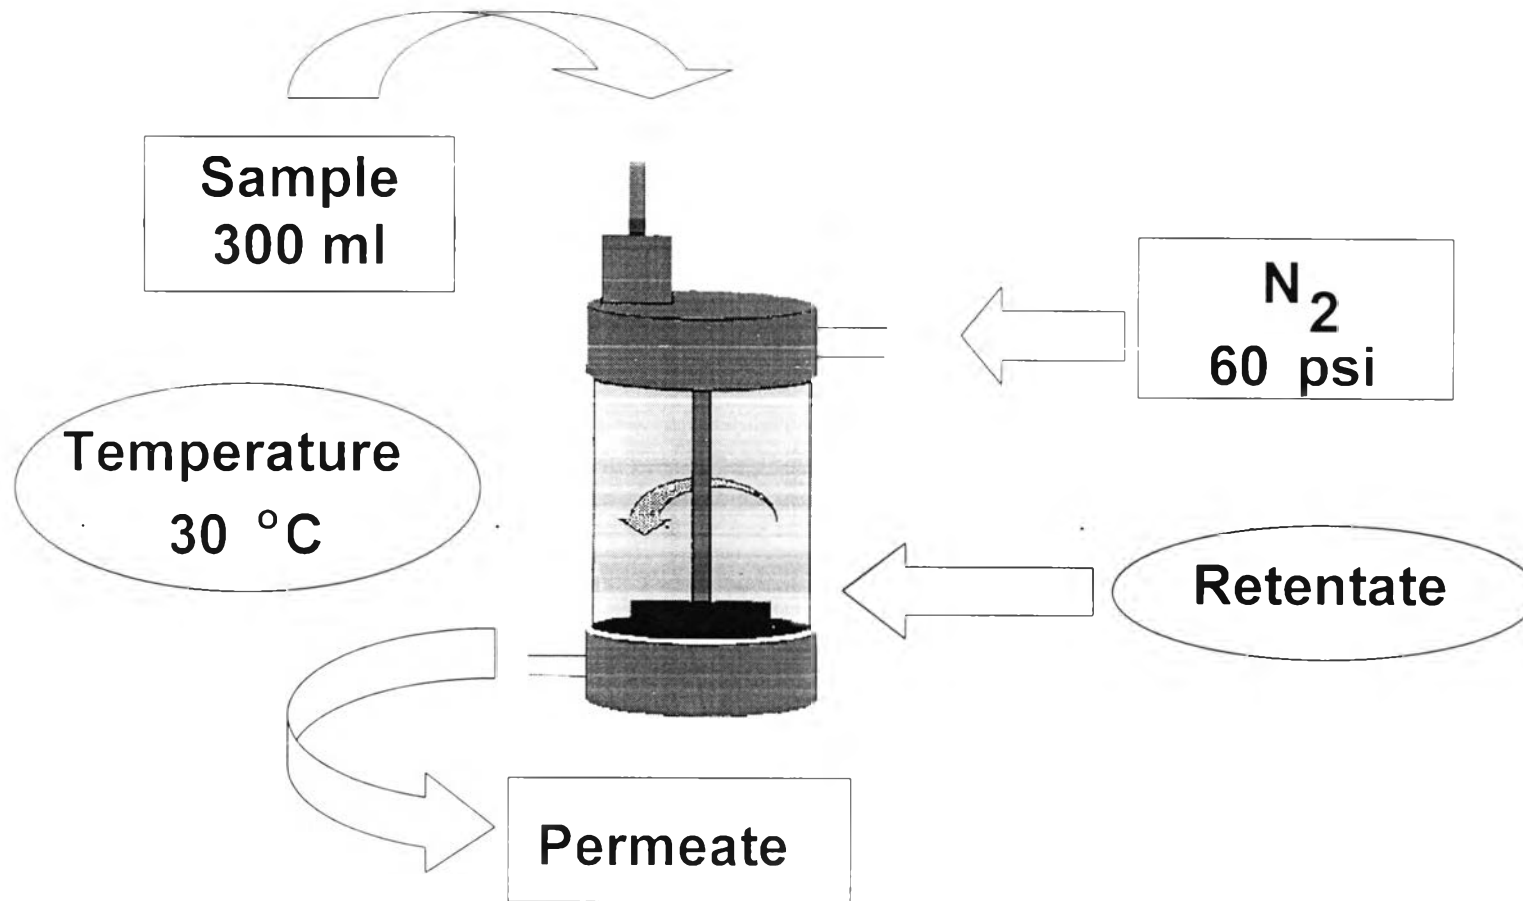 Sample
300 ml
N2
60 psi
Temperature
30 °C
Retentate
Permeate